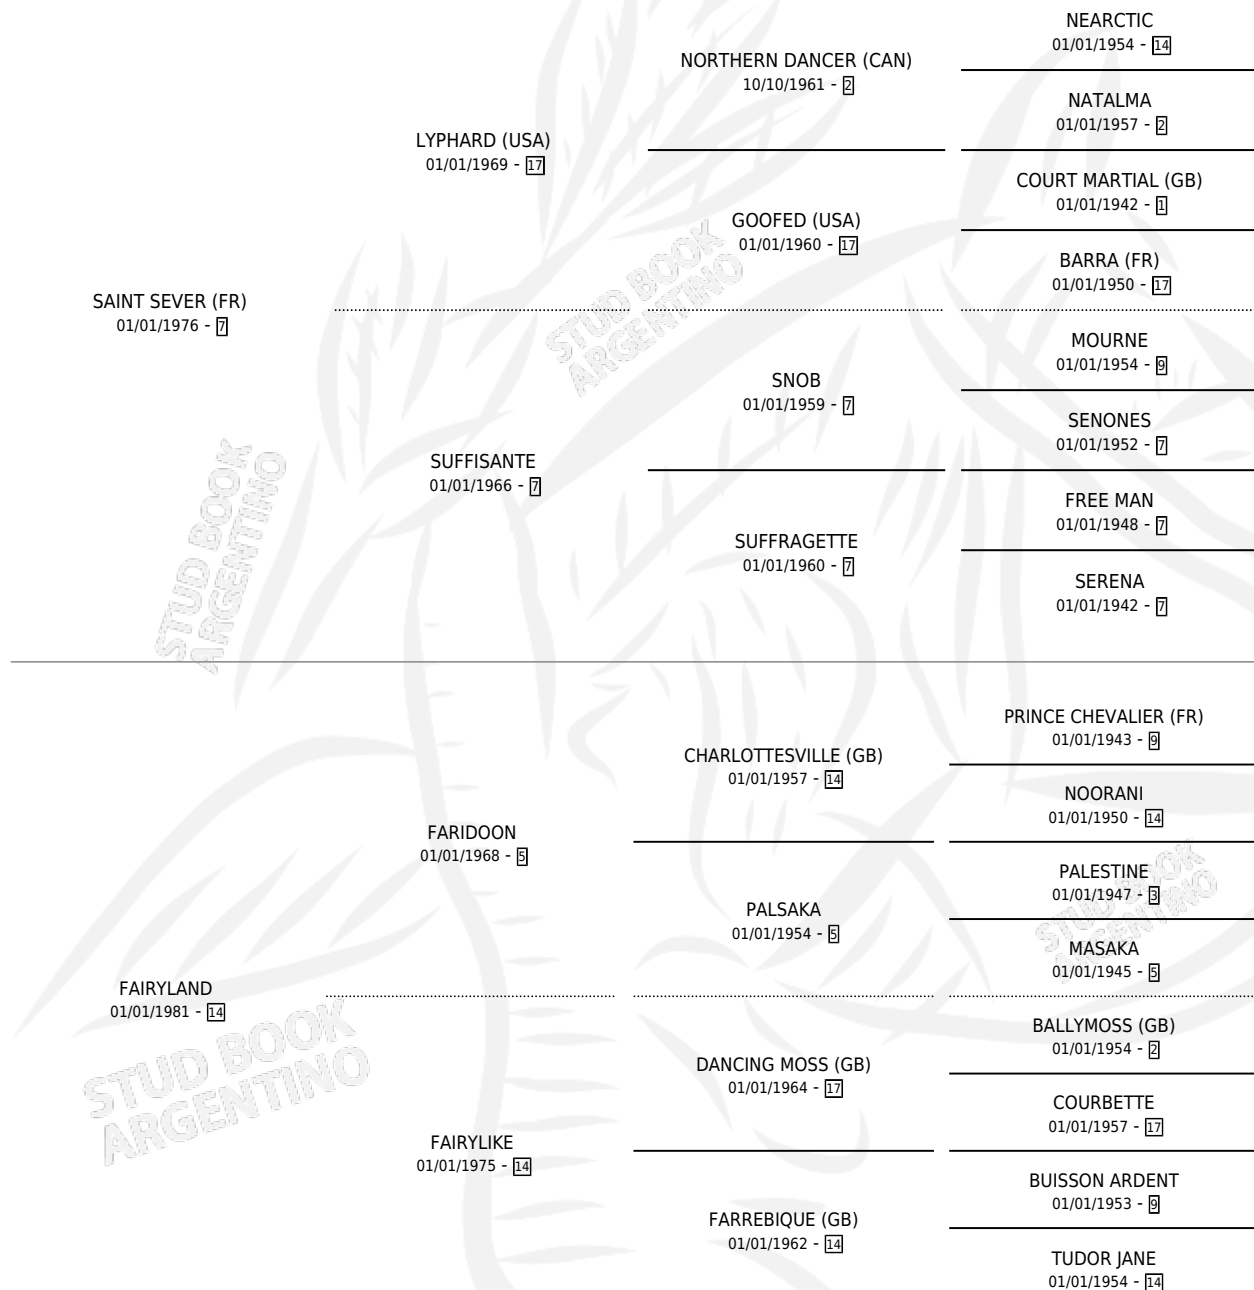 NEARCTIC
01/01/1954 - 14
NORTHERN DANCER (CAN)
10/10/1961 - 2
NATALMA
01/01/1957 - 2
LYPHARD (USA)
01/01/1969 - 17
COURT MARTIAL (GB)
01/01/1942 - 1
GOOFED (USA)
01/01/1960 - 17
BARRA (FR)
01/01/1950 - 17
SAINT SEVER (FR)
01/01/1976 - 7
STUD BOOK
ARGENTINO
MOURNE
01/01/1954 - 9
SNOB
01/01/1959 - 7
SENONES
01/01/1952 - 7
SUFFISANTE
01/01/1966 - 7
FREE MAN
01/01/1948 - 7
SUFFRAGETTE
01/01/1960 - 7
SERENA
01/01/1942 - 7
STUD BOOK
ARGENTINO
PRINCE CHEVALIER (FR)
01/01/1943 - 9
CHARLOTTESVILLE (GB)
01/01/1957 - 14
NOORANI
01/01/1950 - 14
FARIDOON
01/01/1968 - 5
PALESTINE
01/01/1947 - 3
PALSAKA
01/01/1954 - 5
MASAKA
01/01/1945 - 5
STUD BOOK
ARGENTINO
FAIRYLAND
01/01/1981 - 14
STUD BOOK
ARGENTINO
BALLYMOSS (GB)
01/01/1954 - 2
DANCING MOSS (GB)
01/01/1964 - 17
COURBETTE
01/01/1957 - 17
FAIRYLIKE
01/01/1975 - 14
BUISSON ARDENT
01/01/1953 - 9
FARREBIQUE (GB)
01/01/1962 - 14
TUDOR JANE
01/01/1954 - 14